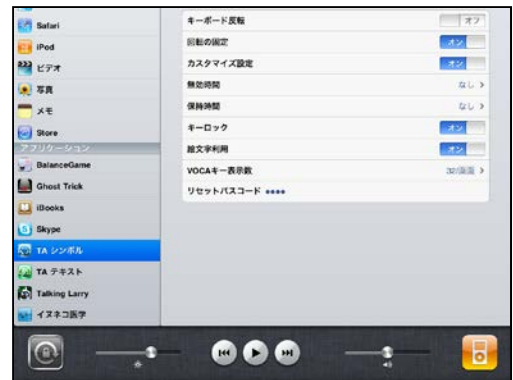 Safari
iPod
ビデオ
写真
メモ
Store
アプリケーション
BalanceGame
Ghost Trick
iBooks
Skype
TA シンボル
TA テキスト
Talking Larry
イヌネコ医学
キーボード反転 オフ
回転の固定 オン
カスタマイズ設定 オン
無効時間 なし
保持時間 なし
キーロック オン
絵文字利用 オン
VOCAキー表示数 32/画面
リセットパスコード ●●●●